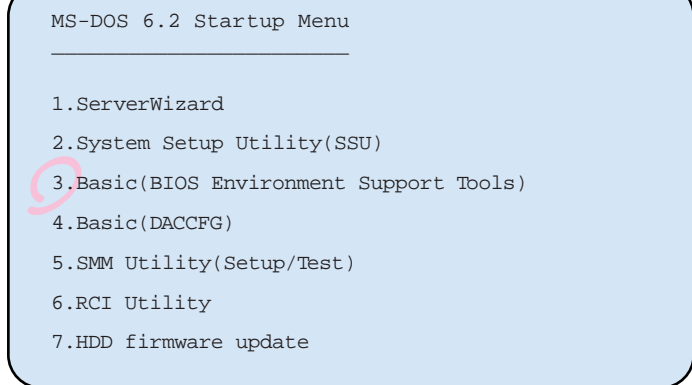 MS-DOS 6.2 Startup Menu
1.ServerWizard
2.System Setup Utility(SSU)
3.Basic(BIOS Environment Support Tools)
4.Basic(DACCFG)
5.SMM Utility(Setup/Test)
6.RCI Utility
7.HDD firmware update